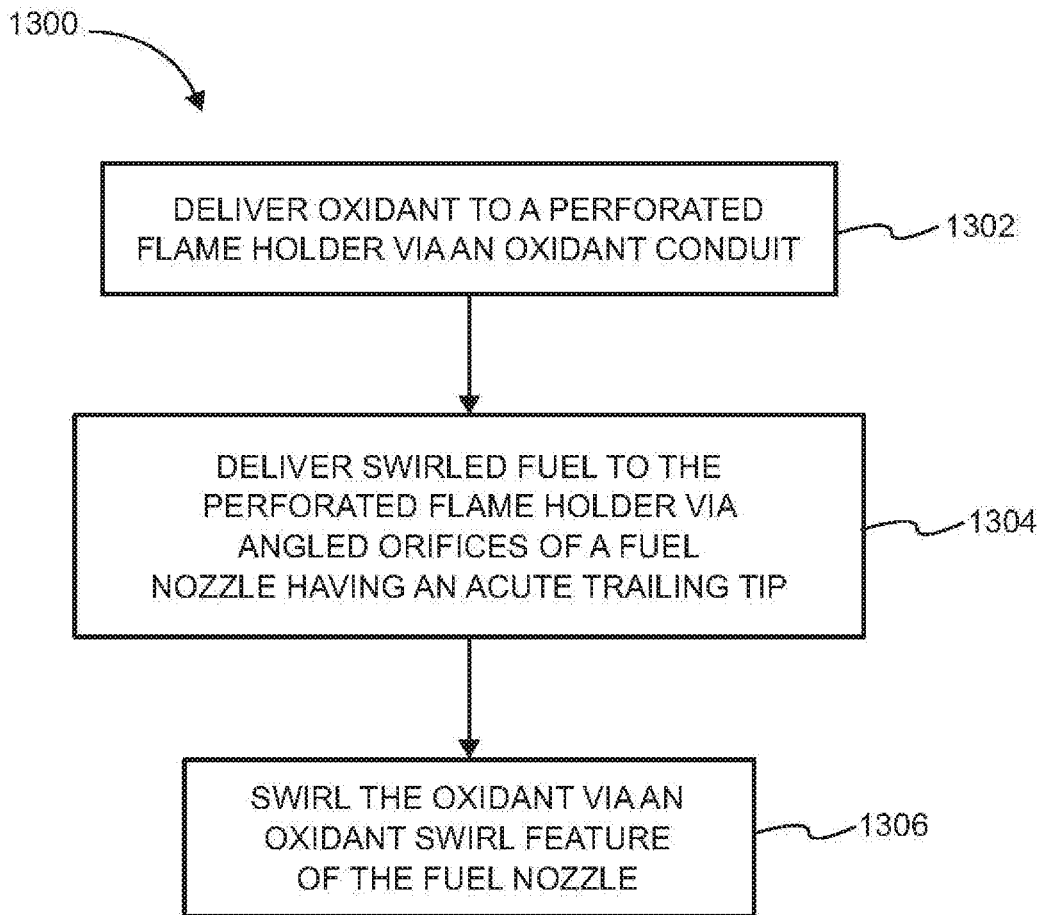 1300
DELIVER OXIDANT TO A PERFORATED
FLAME HOLDER VIA AN OXIDANT CONDUIT
1302
DELIVER SWIRLED FUEL TO THE
PERFORATED FLAME HOLDER VIA
ANGLED ORIFICES OF A FUEL
NOZZLE HAVING AN ACUTE TRAILING TIP
1304
SWIRL THE OXIDANT VIA AN
OXIDANT SWIRL FEATURE
OF THE FUEL NOZZLE
1306